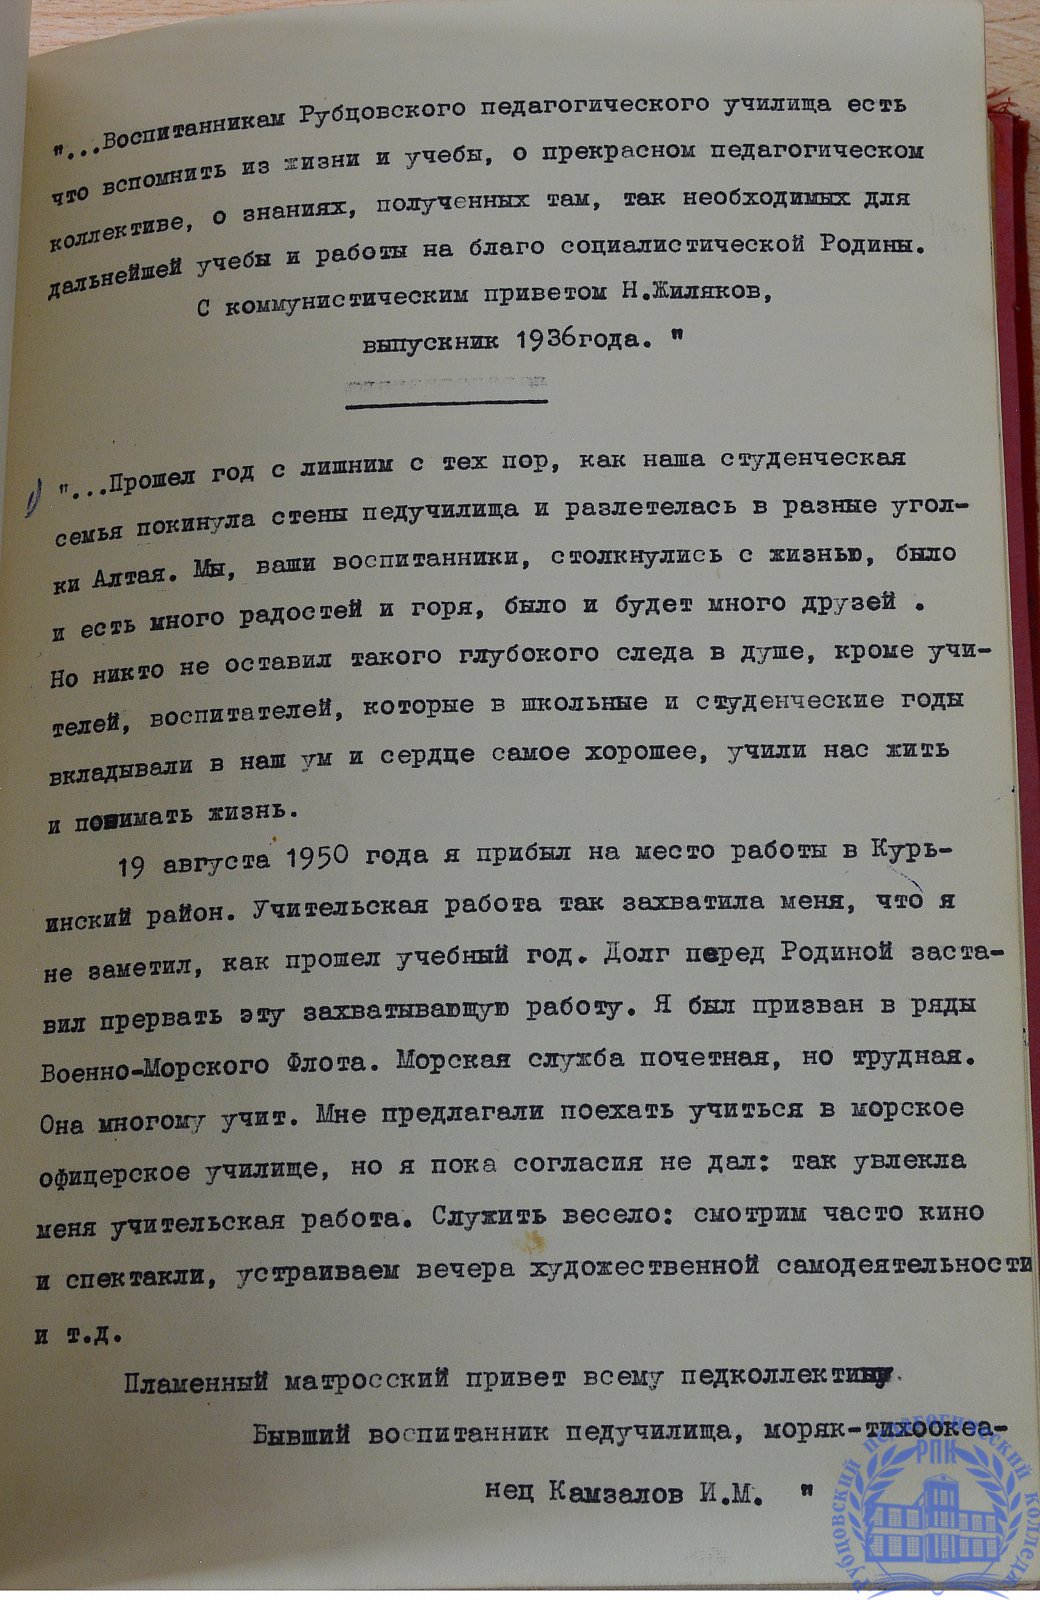 "...Воспитанникам Рубцовского педагогического училища есть
что вспомнить из жизни и учебы, о прекрасном педагогическом
коллективе, о знаниях, полученных там, так необходимых для
дальнейшей учебы и работы на благо социалистической Родины.
С коммунистическим приветом Н.Жиляков,
выпускник 1936года. "
"...Прошел год с лишним с тех пор, как наша студенческая
семья покинула стены педучилища и разлетелась в разные угол-
ки Алтая. Мы, ваши воспитанники, столкнулись с жизнью, было
и есть много радостей и горя, было и будет много друзей .
Но никто не оставил такого глубокого следа в душе, кроме учи-
телей, воспитателей, которые в школьные и студенческие годы
вкладывали в наш ум и сердце самое хорошее, учили нас жить
и понимать жизнь.
19 августа 1950 года я прибыл на место работы в Курь-
инский район. Учительская работа так захватила меня, что я
не заметил, как прошел учебный год. Долг перед Родиной заста-
вил прервать эту захватывающую работу. Я был призван в ряды
Военно-Морского Флота. Морская служба почетная, но трудная.
Она многому учит. Мне предлагали поехать учиться в морское
офицерское училище, но я пока согласия не дал: так увлекла
меня учительская работа. Служить весело: смотрим часто кино
и спектакли, устраиваем вечера художественной самодеятельности
и т.д.
Пламенный матросский привет всему педколлективу.
Бывший воспитанник педучилища, моряк-тихоокеа-
нец Камзалов И.М. "
Рубцовский педагогический колледж
РПК